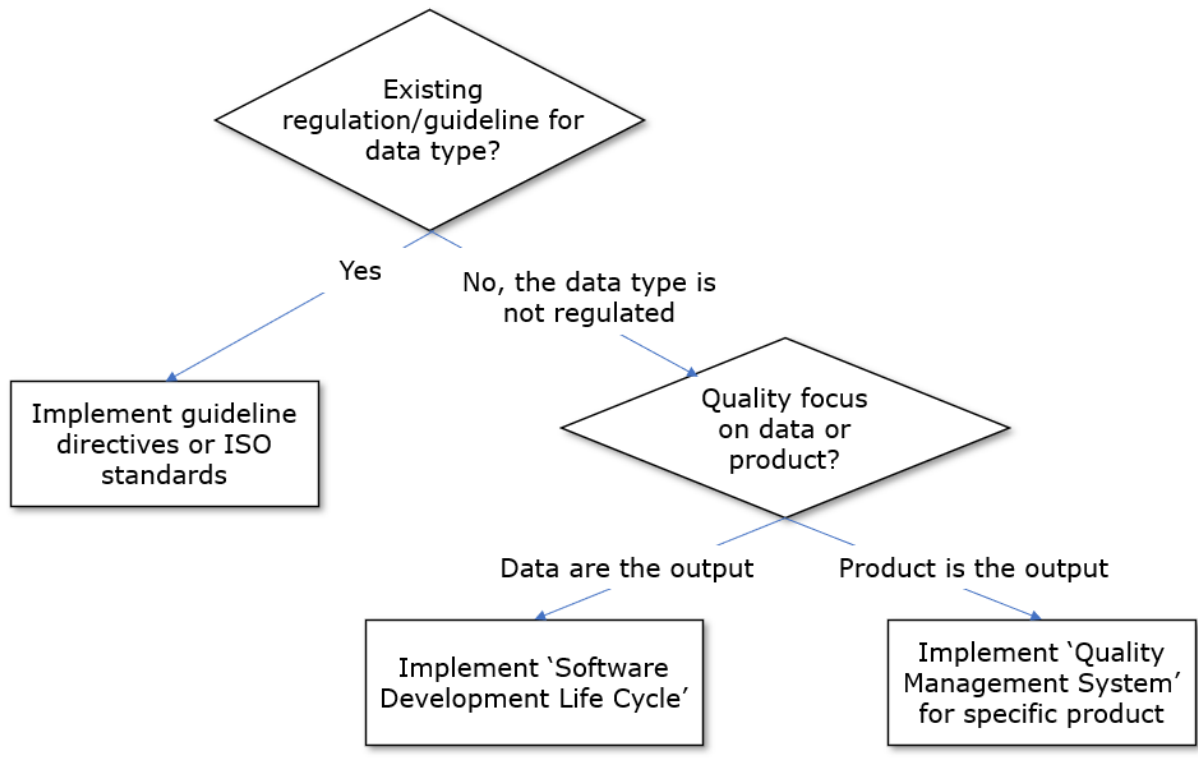 Existing
regulation/guideline for
data type?
Yes
No, the data type is
not regulated
Implement guideline
directives or ISO
standards
Quality focus
on data or
product?
Data are the output
Product is the output
Implement ‘Software
Development Life Cycle’
Implement ‘Quality
Management System’
for specific product